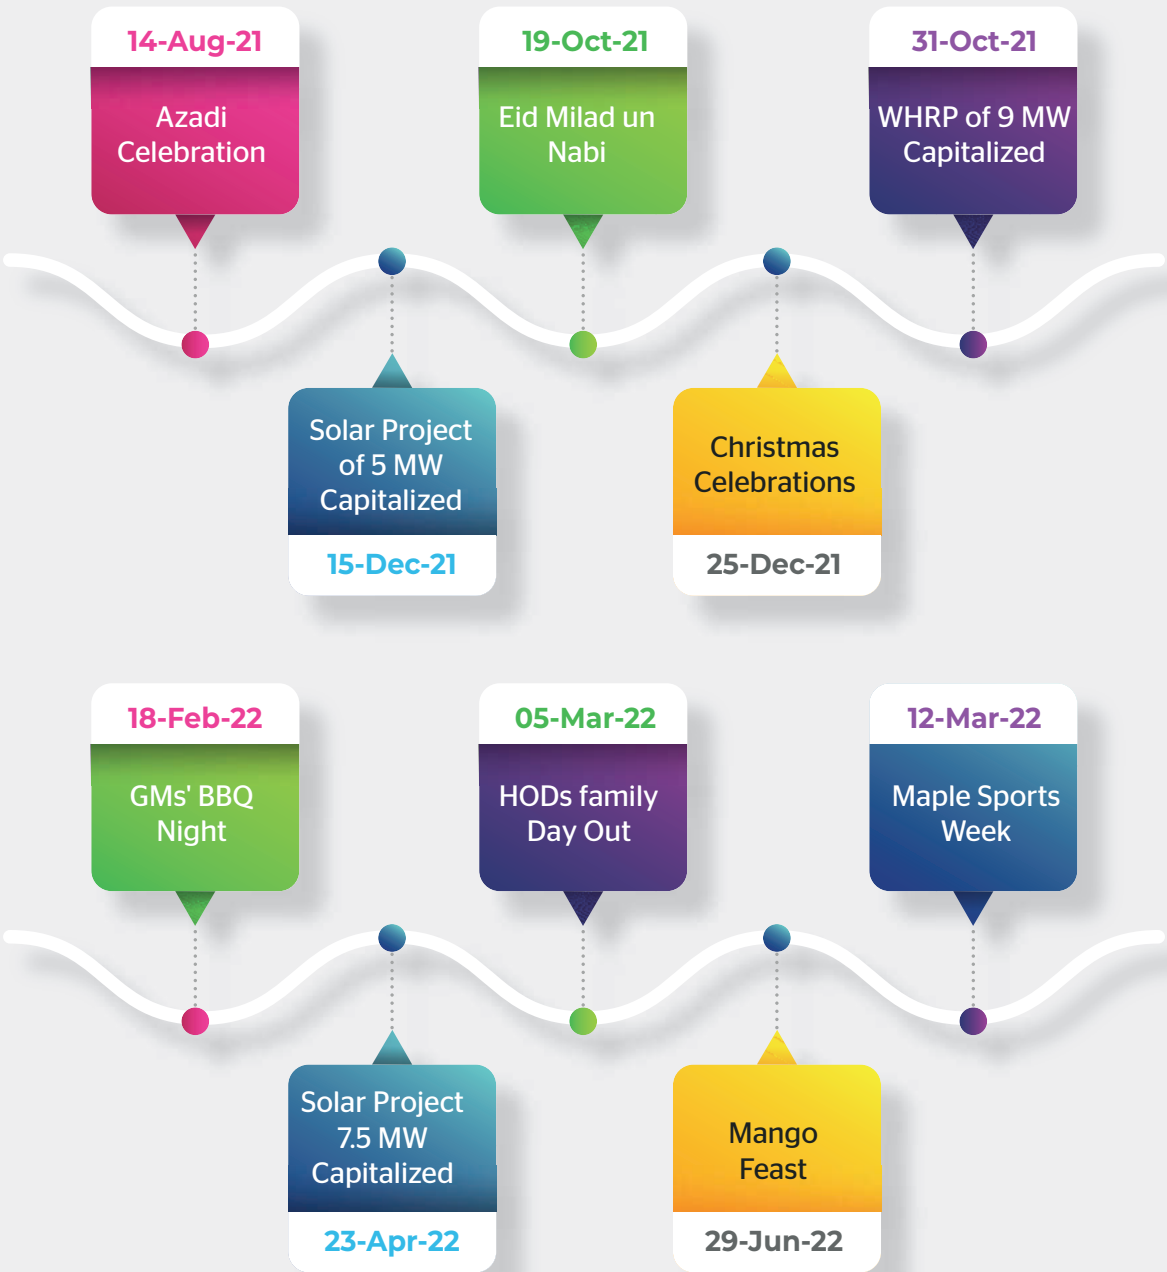 14-Aug-21
Azadi
Celebration
19-Oct-21
Eid Milad un
Nabi
31-Oct-21
WHRP of 9 MW
Capitalized
Solar Project
of 5 MW
Capitalized
15-Dec-21
Christmas
Celebrations
25-Dec-21
18-Feb-22
GMs' BBQ
Night
05-Mar-22
HODs family
Day Out
12-Mar-22
Maple Sports
Week
Solar Project
7.5 MW
Capitalized
23-Apr-22
Mango
Feast
29-Jun-22